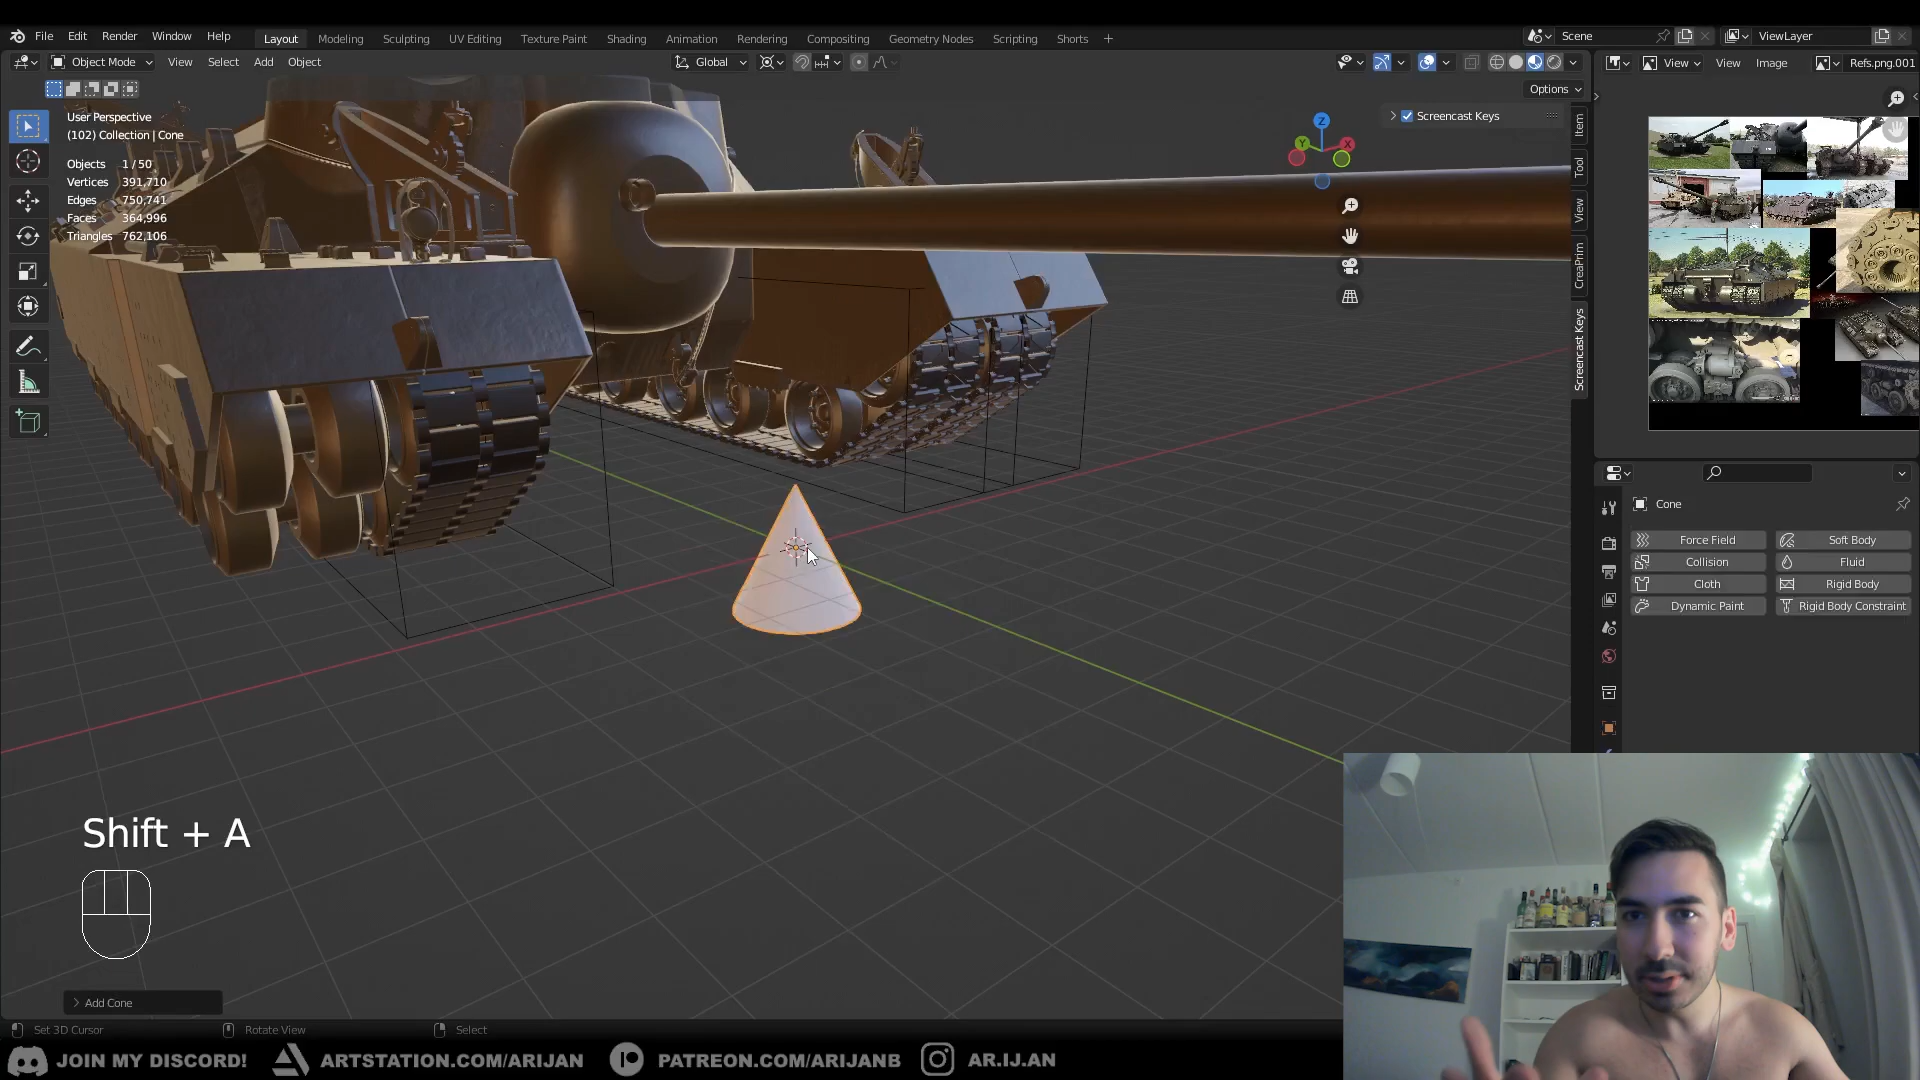 File Edit Render Window Help Layout Modeling Sculpting UV Editing Texture Paint Shading Animation Rendering Compositing Geometry Nodes Scripting Shorts + Scene ViewLayer
Object Mode View Select Add Object Global View View Image Refs.png.001
Options
User Perspective
(102) Collection | Cone
Screencast Keys
Objects 1 / 50
Vertices 391,710
Edges 750,741
Faces 364,996
Triangles 762,106
Z
Y
X
Item
Tool
View
CreaPrim
Screencast Keys
Cone
Force Field Soft Body
Collision Fluid
Cloth Rigid Body
Dynamic Paint Rigid Body Constraint
Shift + A
Add Cone
Set 3D Cursor Rotate View Select
JOIN MY DISCORD! ARTSTATION.COM/ARIJAN PATREON.COM/ARIJANB AR.IJ.AN